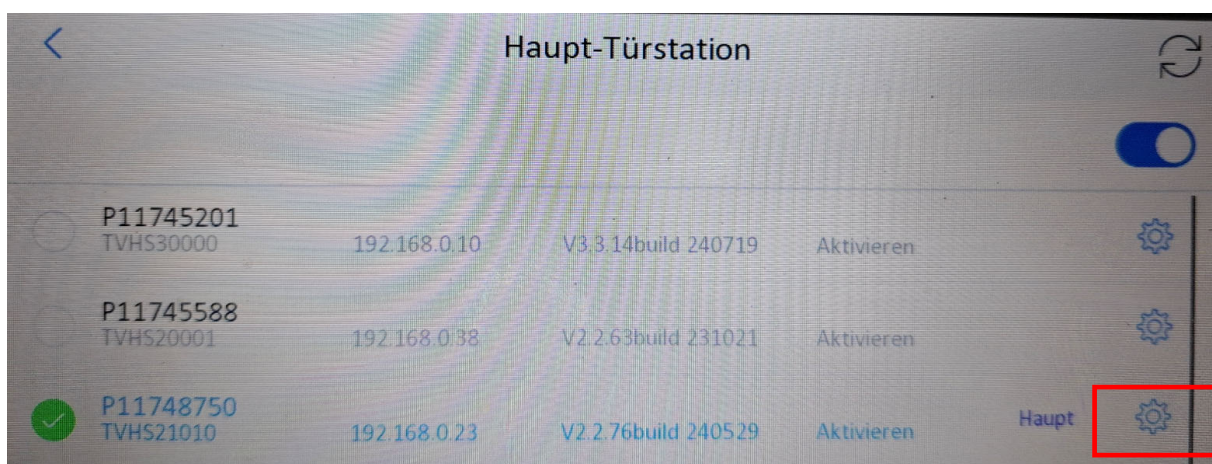 Haupt-Türstation
P11745201
TVHS30000 192.168.0.10 V3.3.14build 240719 Aktivieren
P11745588
TVHS20001 192.168.0.38 V2.2.63build 231021 Aktivieren
P11748750 Haupt
TVHS21010 192.168.0.23 V2.2.76build 240529 Aktivieren